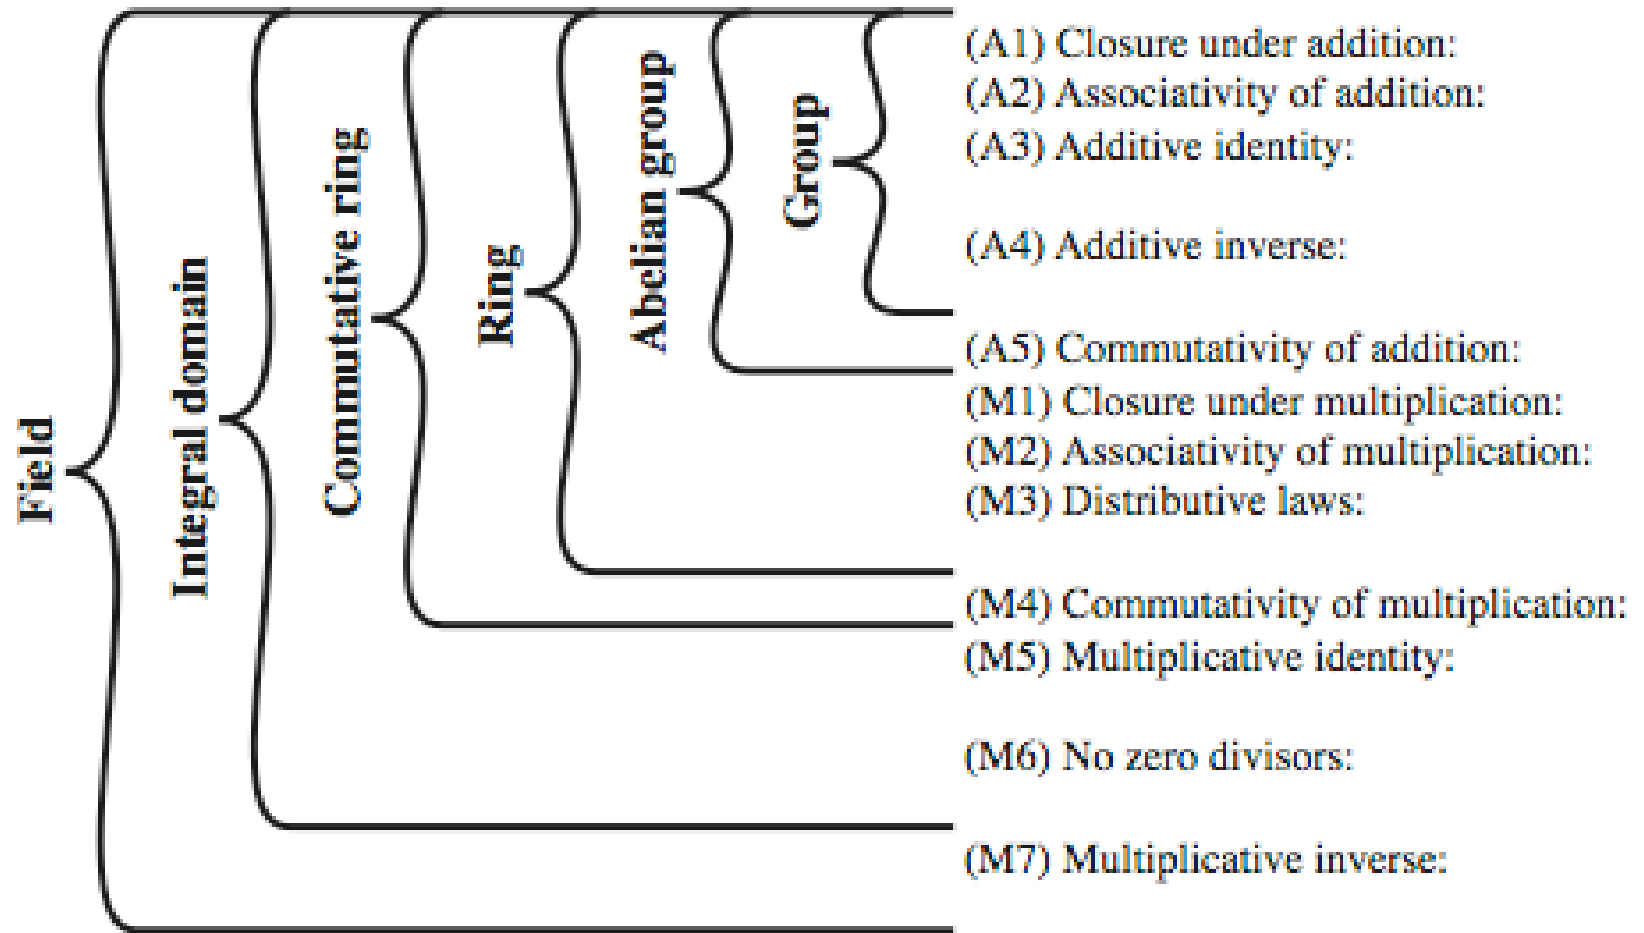 Field
Integral domain
Commutative ring
Ring
Abelian group
Group
(A1) Closure under addition:
(A2) Associativity of addition:
(A3) Additive identity:
(A4) Additive inverse:
(A5) Commutativity of addition:
(M1) Closure under multiplication:
(M2) Associativity of multiplication:
(M3) Distributive laws:
(M4) Commutativity of multiplication:
(M5) Multiplicative identity:
(M6) No zero divisors:
(M7) Multiplicative inverse: